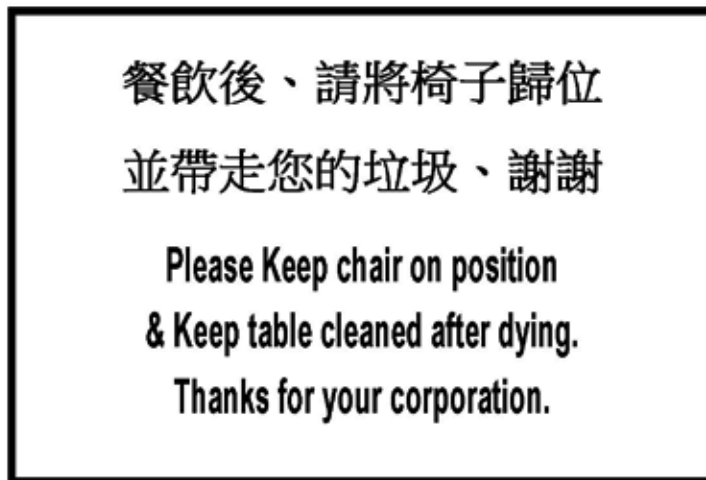 餐飲後、請將椅子歸位
並帶走您的垃圾、謝謝
Please Keep chair on position
& Keep table cleaned after dying.
Thanks for your corporation.